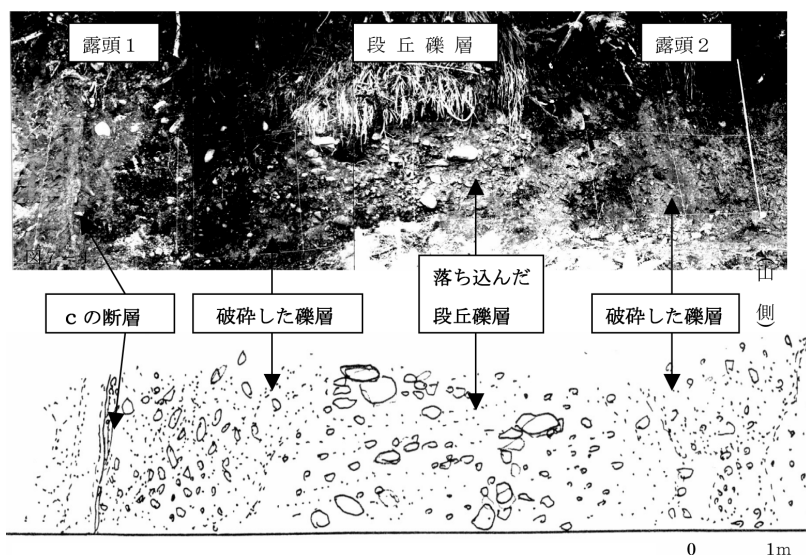 露頭1
段丘礫層
露頭2
cの断層
破砕した礫層
落ち込んだ
段丘礫層
破砕した礫層
山側)
0 1m